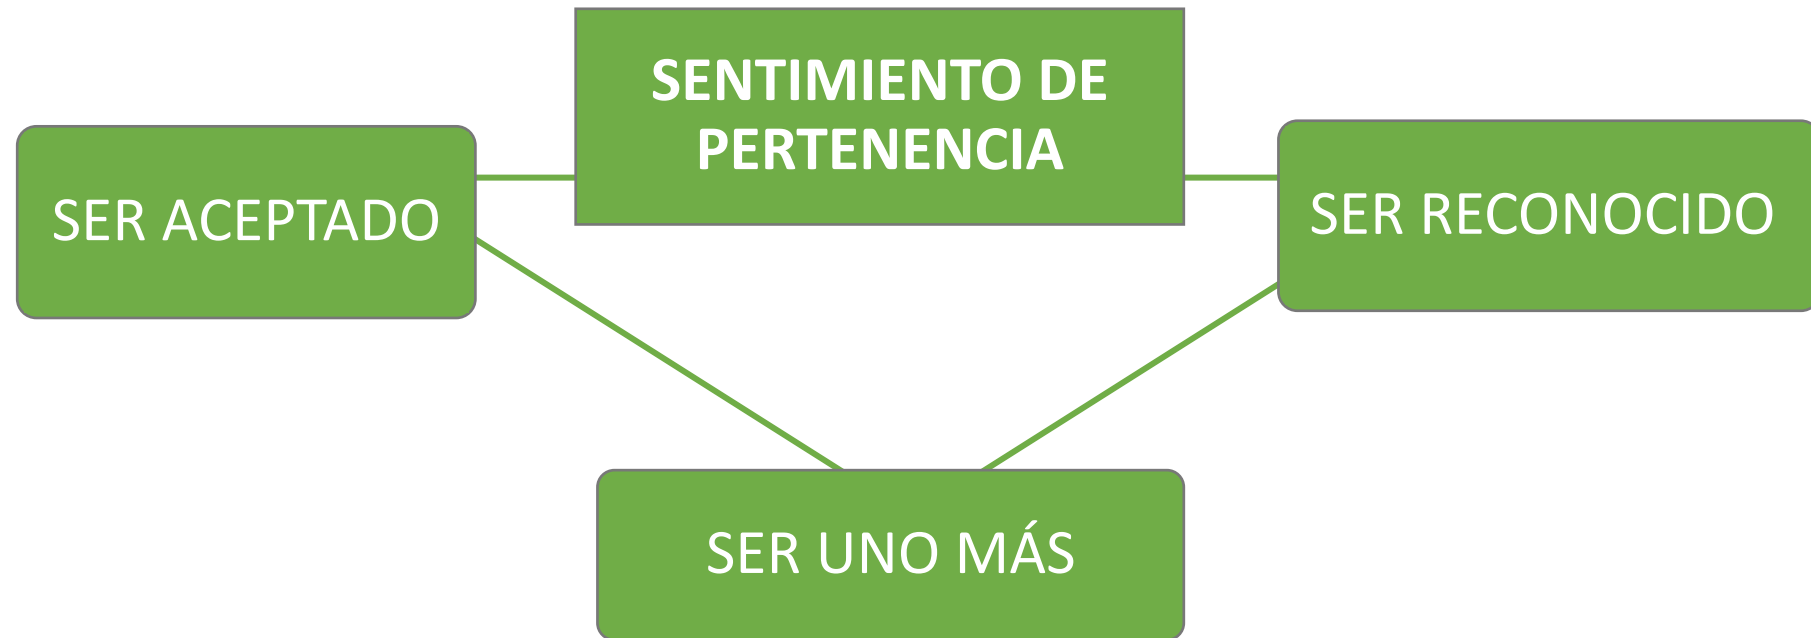 SENTIMIENTO DE
PERTENENCIA
SER ACEPTADO
SER RECONOCIDO
SER UNO MÁS